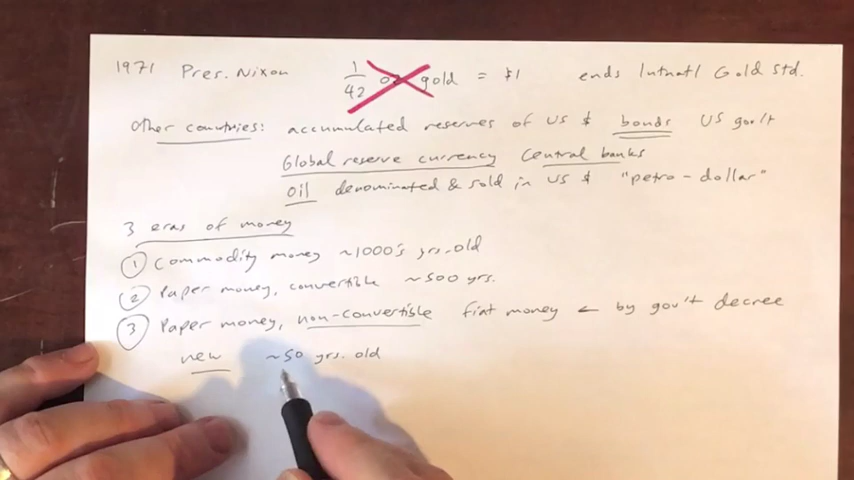 1971 Pres. Nixon 1/42 oz gold = $1 ends Intnatl Gold Std.
Other countries: accumulated reserves of US $ bonds US gov't
Global reserve currency Central banks
Oil denominated & sold in US $ "petro-dollar"
3 eras of money
① Commodity money ~1000's yrs. old
② Paper money, convertible ~500 yrs.
③ Paper money, non-convertible fiat money ← by gov't decree
new ~50 yrs. old